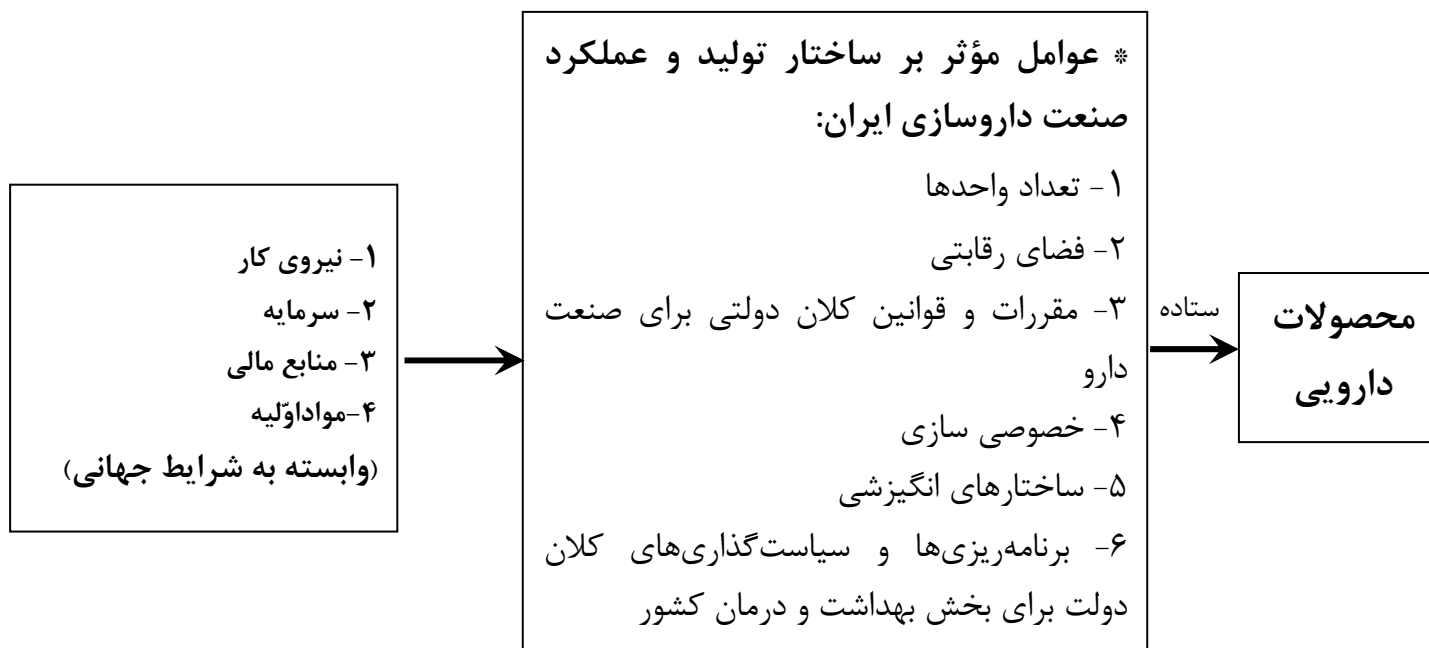 ۱- نیروی کار
۲- سرمایه
۳- منابع مالی
۴-مواداوّلیه
(وابسته به شرایط جهانی)
* عوامل مؤثر بر ساختار تولید و عملکرد
صنعت داروسازی ایران:
۱- تعداد واحدها
۲- فضای رقابتی
۳- مقررات و قوانین کلان دولتی برای صنعت
دارو
۴- خصوصی سازی
۵- ساختارهای انگیزشی
۶- برنامه‌ریزی‌ها و سیاست‌گذاری‌های کلان
دولت برای بخش بهداشت و درمان کشور
ستاده
محصولات
دارویی